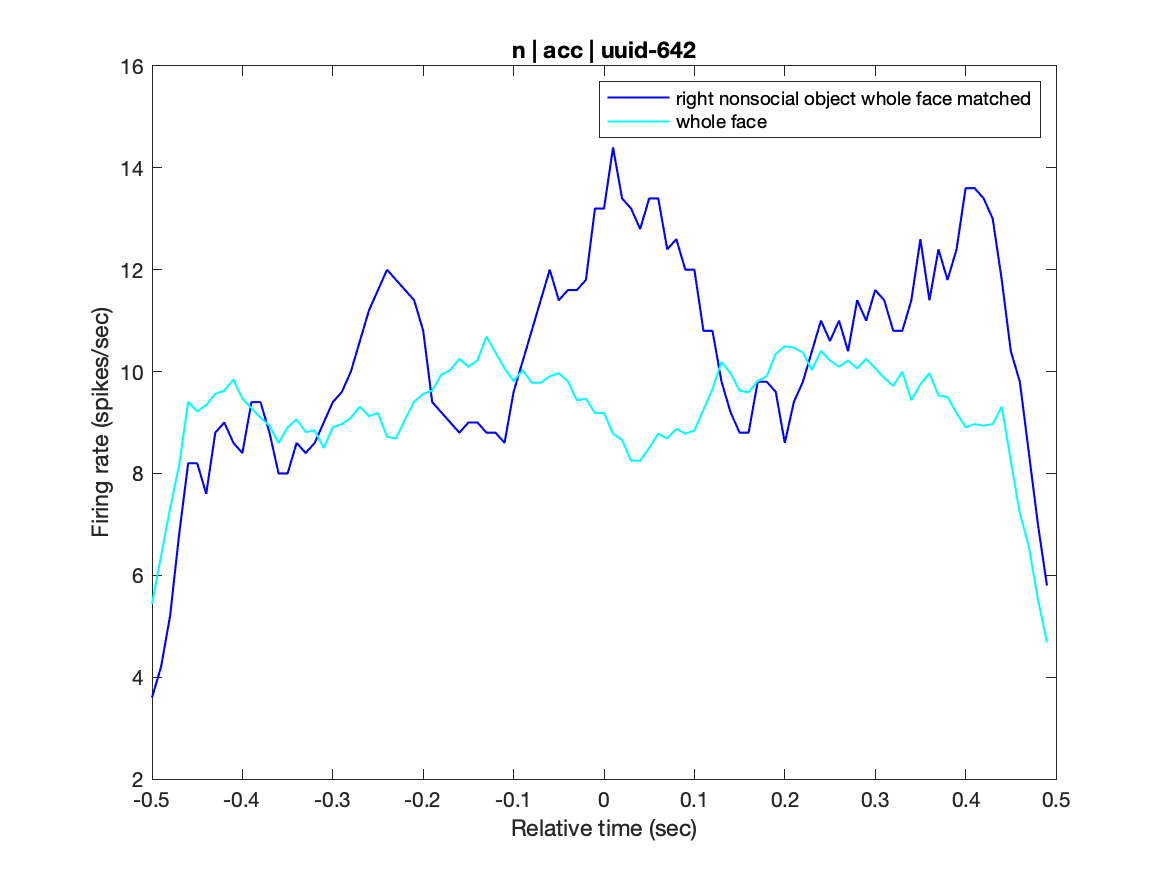 n | acc | uuid-642
16
14
12
10
8
6
4
2
right nonsocial object whole face matched
whole face
Firing rate (spikes/sec)
-0.5 -0.4 -0.3 -0.2 -0.1 0 0.1 0.2 0.3 0.4 0.5
Relative time (sec)